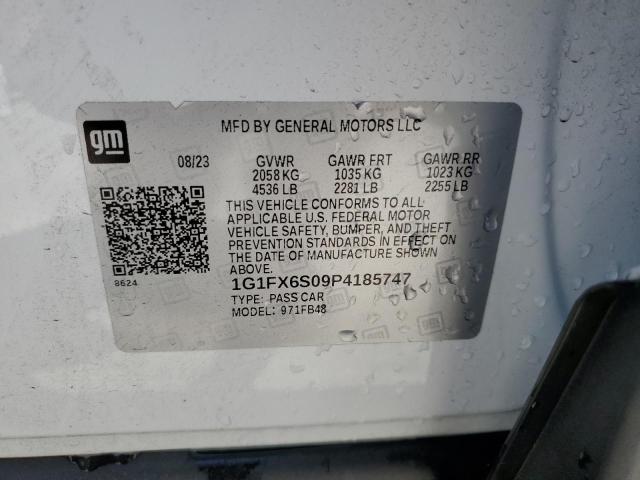 gm
MFD BY GENERAL MOTORS LLC
08/23 GVWR GAWR FRT GAWR RR
2058 KG 1035 KG 1023 KG
4536 LB 2281 LB 2255 LB
THIS VEHICLE CONFORMS TO ALL
APPLICABLE U.S. FEDERAL MOTOR
VEHICLE SAFETY, BUMPER, AND THEFT
PREVENTION STANDARDS IN EFFECT ON
THE DATE OF MANUFACTURE SHOWN
ABOVE.
8624
1G1FX6S09P4185747
TYPE: PASS CAR
MODEL: 971FB48